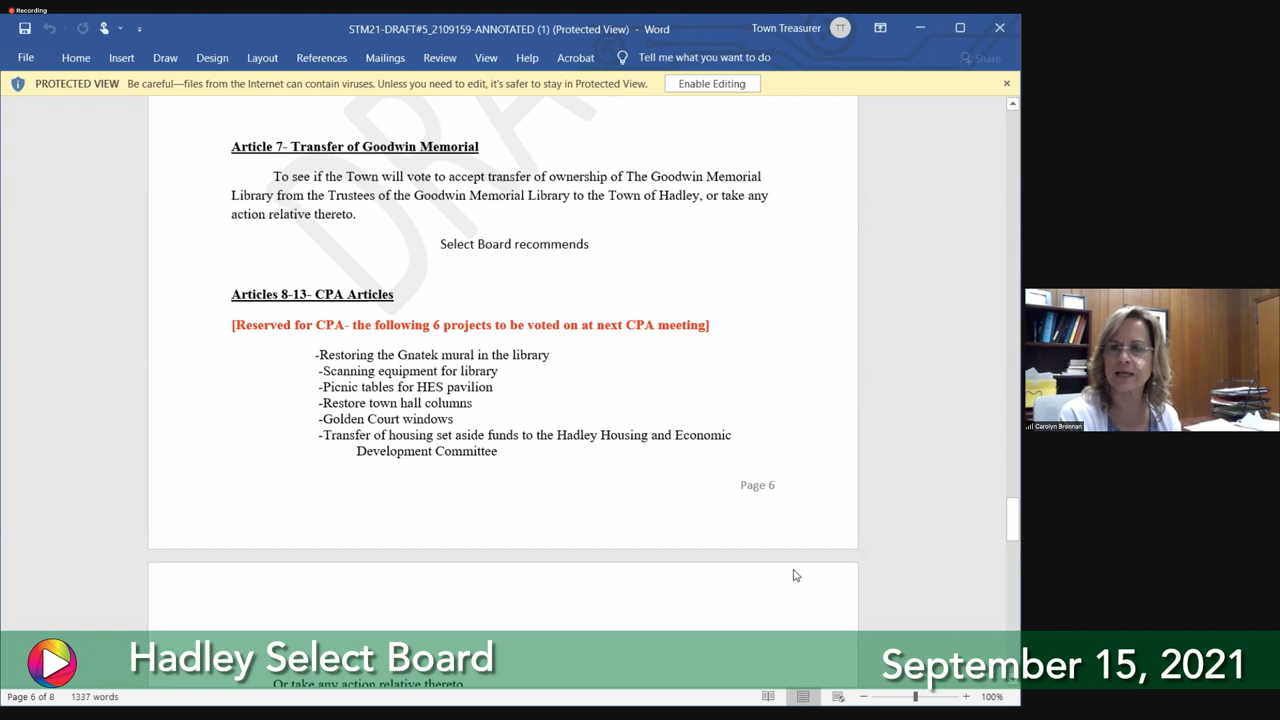 Recording
STM21-DRAFT#5_2109159-ANNOTATED (1) (Protected View) - Word
Town Treasurer
TT
File Home Insert Draw Design Layout References Mailings Review View Help Acrobat Tell me what you want to do Share
PROTECTED VIEW Be careful—files from the Internet can contain viruses. Unless you need to edit, it's safer to stay in Protected View. Enable Editing
DRA
Article 7- Transfer of Goodwin Memorial
To see if the Town will vote to accept transfer of ownership of The Goodwin Memorial
Library from the Trustees of the Goodwin Memorial Library to the Town of Hadley, or take any
action relative thereto.
Select Board recommends
Articles 8-13- CPA Articles
[Reserved for CPA- the following 6 projects to be voted on at next CPA meeting]
-Restoring the Gnatek mural in the library
-Scanning equipment for library
-Picnic tables for HES pavilion
-Restore town hall columns
-Golden Court windows
-Transfer of housing set aside funds to the Hadley Housing and Economic
Development Committee
Page 6
Carolyn Brennan
Hadley Select Board
September 15, 2021
Or take any action relative thereto
Page 6 of 8 1337 words
100%